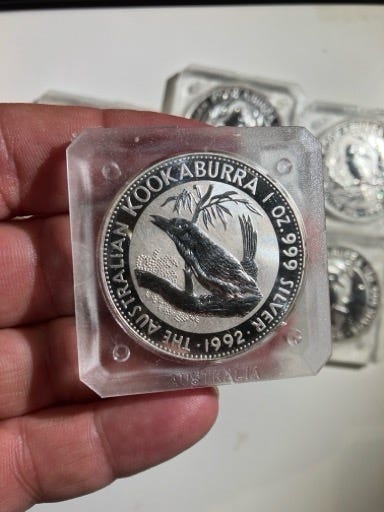 THE AUSTRALIAN KOOKABURRA 1 OZ. 999 SILVER
· 1992 ·
AUSTRALIA